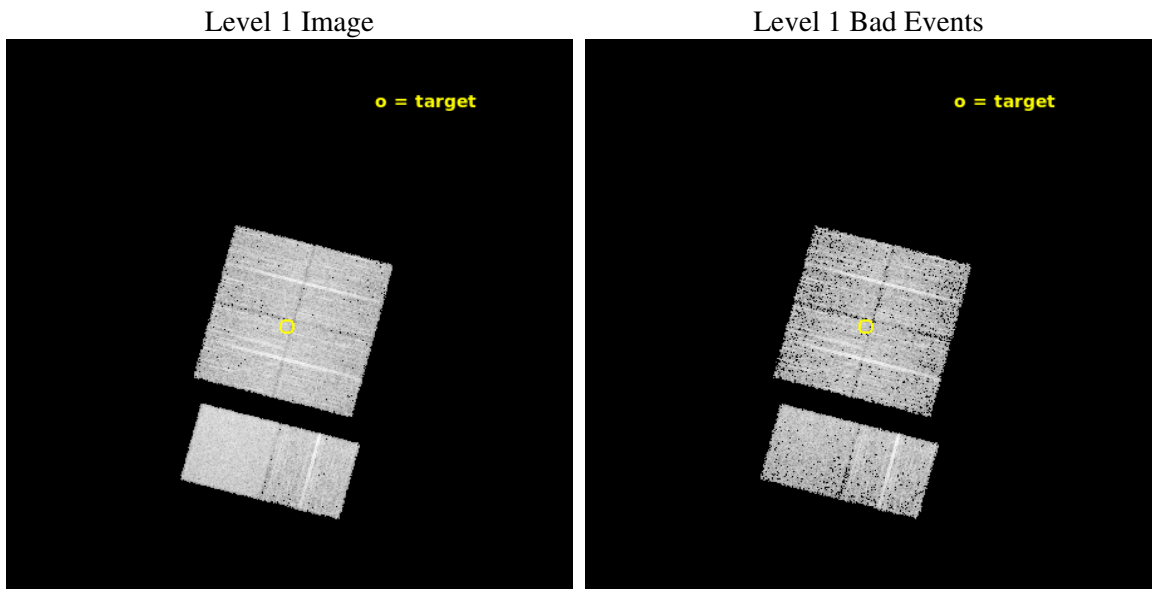 Level 1 Image
Level 1 Bad Events
o = target
o = target